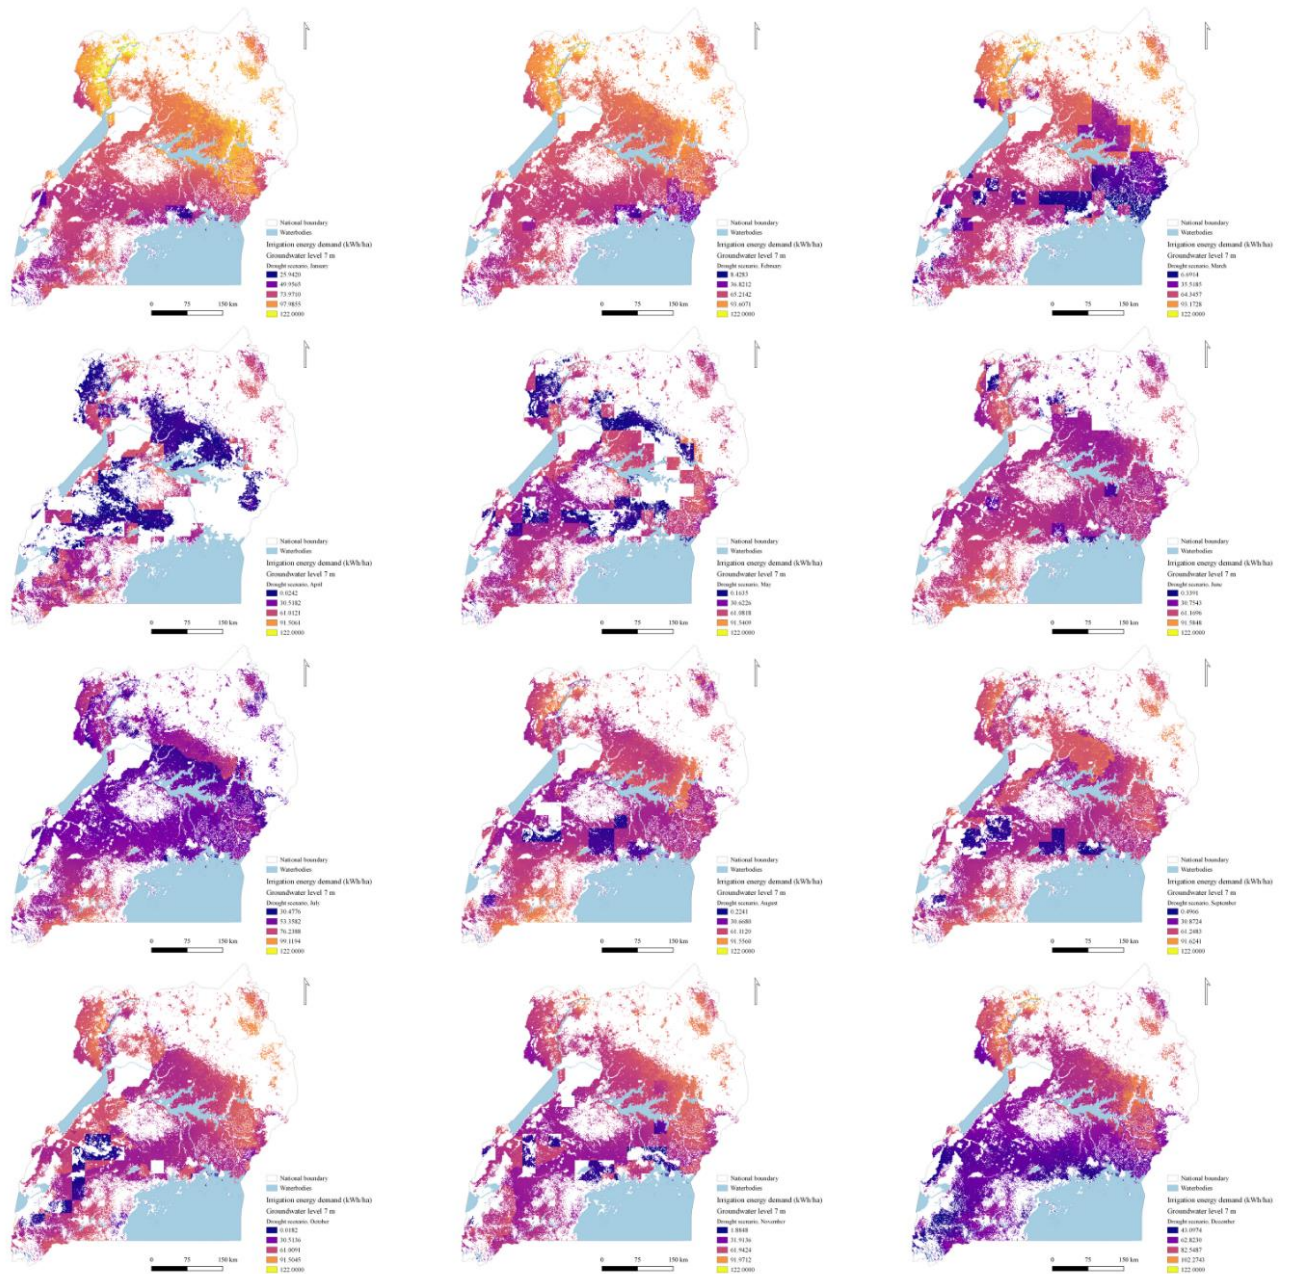 National boundary
Waterbodies
Irrigation energy demand (kWh/ha)
Groundwater level 7 m
Drought scenario, January
25.9420
49.9565
73.9710
97.9855
122.0000
0 75 150 km
National boundary
Waterbodies
Irrigation energy demand (kWh/ha)
Groundwater level 7 m
Drought scenario, February
8.4283
36.8212
65.2142
93.6071
122.0000
0 75 150 km
National boundary
Waterbodies
Irrigation energy demand (kWh/ha)
Groundwater level 7 m
Drought scenario, March
35.5185
64.3457
93.1728
122.0000
0 75 150 km
National boundary
Waterbodies
Irrigation energy demand (kWh/ha)
Groundwater level 7 m
Drought scenario, April
0.0242
30.5182
61.0121
91.5061
122.0000
0 75 150 km
National boundary
Waterbodies
Irrigation energy demand (kWh/ha)
Groundwater level 7 m
Drought scenario, May
0.1635
30.6226
61.0818
91.5409
122.0000
0 75 150 km
National boundary
Waterbodies
Irrigation energy demand (kWh/ha)
Groundwater level 7 m
Drought scenario, June
0.3391
30.7543
61.1696
91.5848
122.0000
0 75 150 km
National boundary
Waterbodies
Irrigation energy demand (kWh/ha)
Groundwater level 7 m
Drought scenario, July
30.4776
53.3582
76.2388
99.1194
122.0000
0 75 150 km
National boundary
Waterbodies
Irrigation energy demand (kWh/ha)
Groundwater level 7 m
Drought scenario, August
0.2241
30.6680
61.1120
91.5560
122.0000
0 75 150 km
National boundary
Waterbodies
Irrigation energy demand (kWh/ha)
Groundwater level 7 m
Drought scenario, September
0.4966
30.8724
61.2483
91.6241
122.0000
0 75 150 km
National boundary
Waterbodies
Irrigation energy demand (kWh/ha)
Groundwater level 7 m
Drought scenario, October
0.0182
30.5136
61.0091
91.5045
122.0000
0 75 150 km
National boundary
Waterbodies
Irrigation energy demand (kWh/ha)
Groundwater level 7 m
Drought scenario, November
1.8848
31.9136
61.9424
91.9712
122.0000
0 75 150 km
National boundary
Waterbodies
Irrigation energy demand (kWh/ha)
Groundwater level 7 m
Drought scenario, December
43.0974
62.8230
82.5487
102.2743
122.0000
0 75 150 km